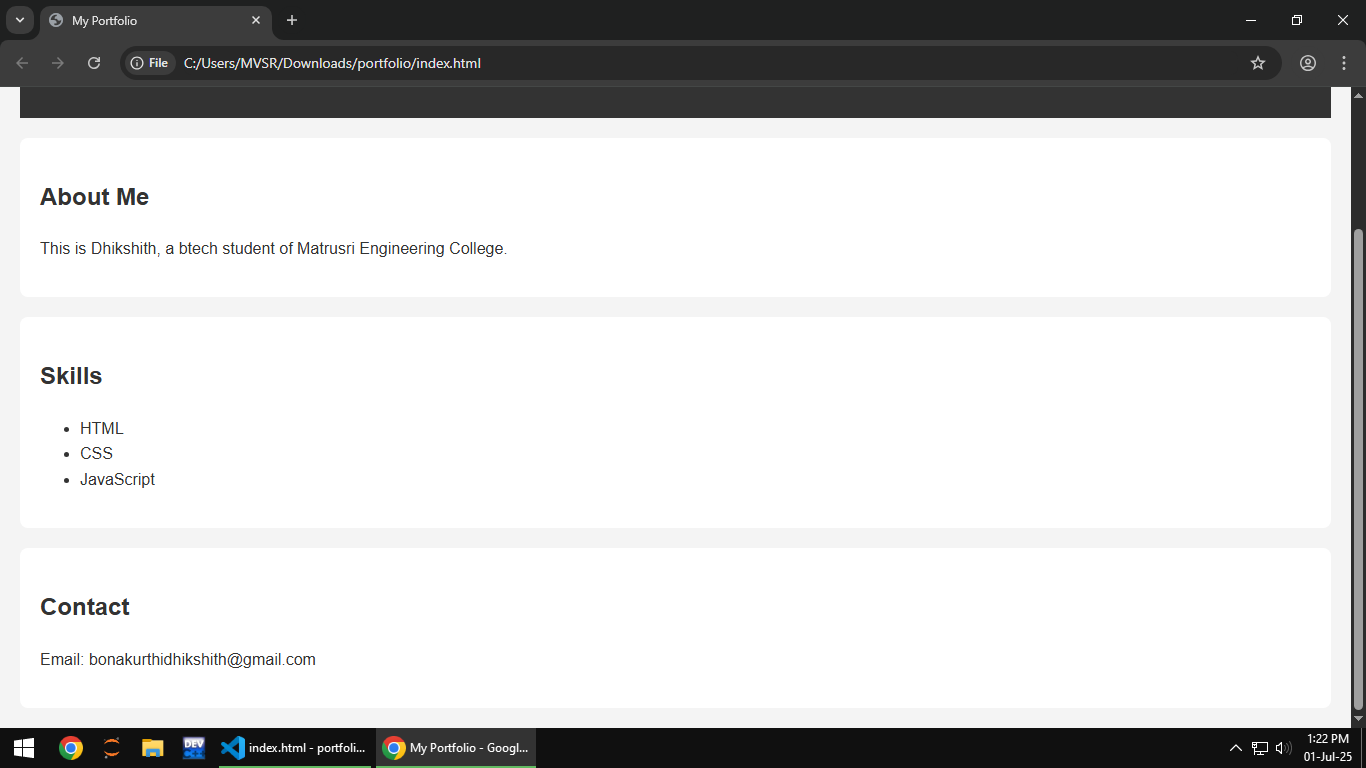 My Portfolio
File
C:/Users/MVSR/Downloads/portfolio/index.html
About Me
This is Dhikshith, a btech student of Matrusri Engineering College.
Skills
HTML
CSS
JavaScript
Contact
Email: bonakurthidhikshith@gmail.com
DEV
index.html - portfoli...
My Portfolio - Googl...
1:22 PM
01-Jul-25